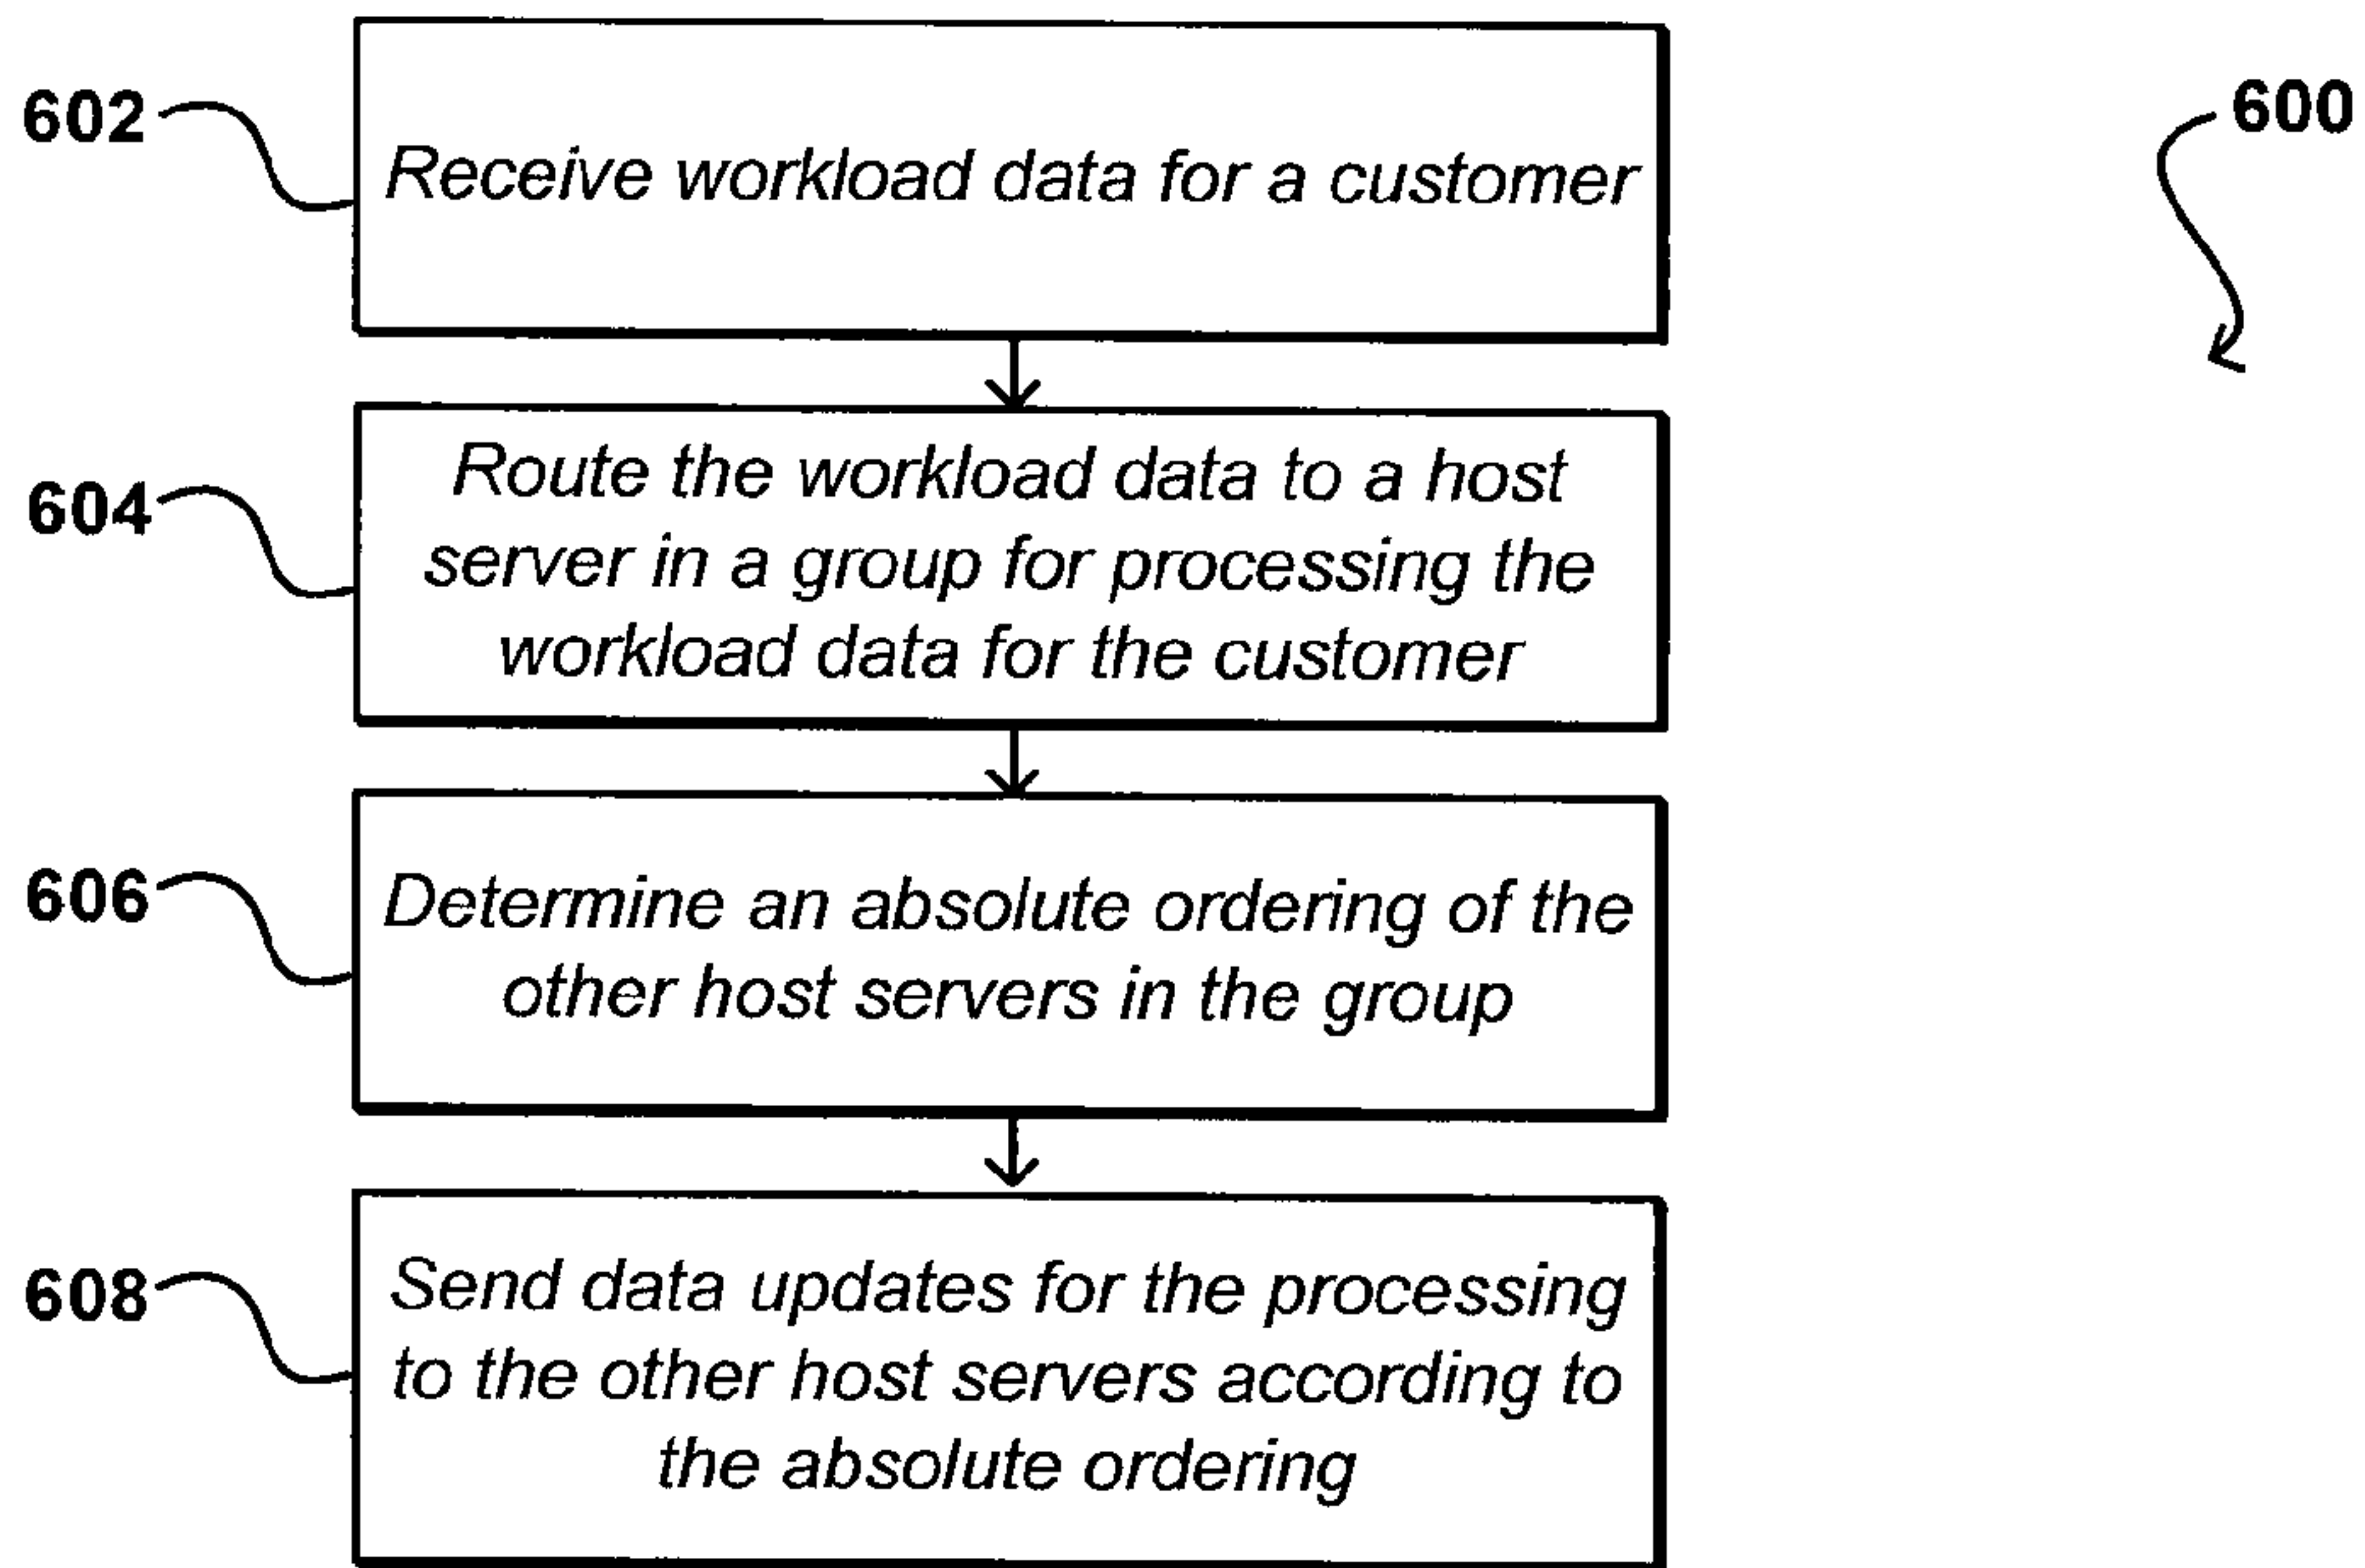 602
Receive workload data for a customer
600
604
Route the workload data to a host
server in a group for processing the
workload data for the customer
606
Determine an absolute ordering of the
other host servers in the group
608
Send data updates for the processing
to the other host servers according to
the absolute ordering